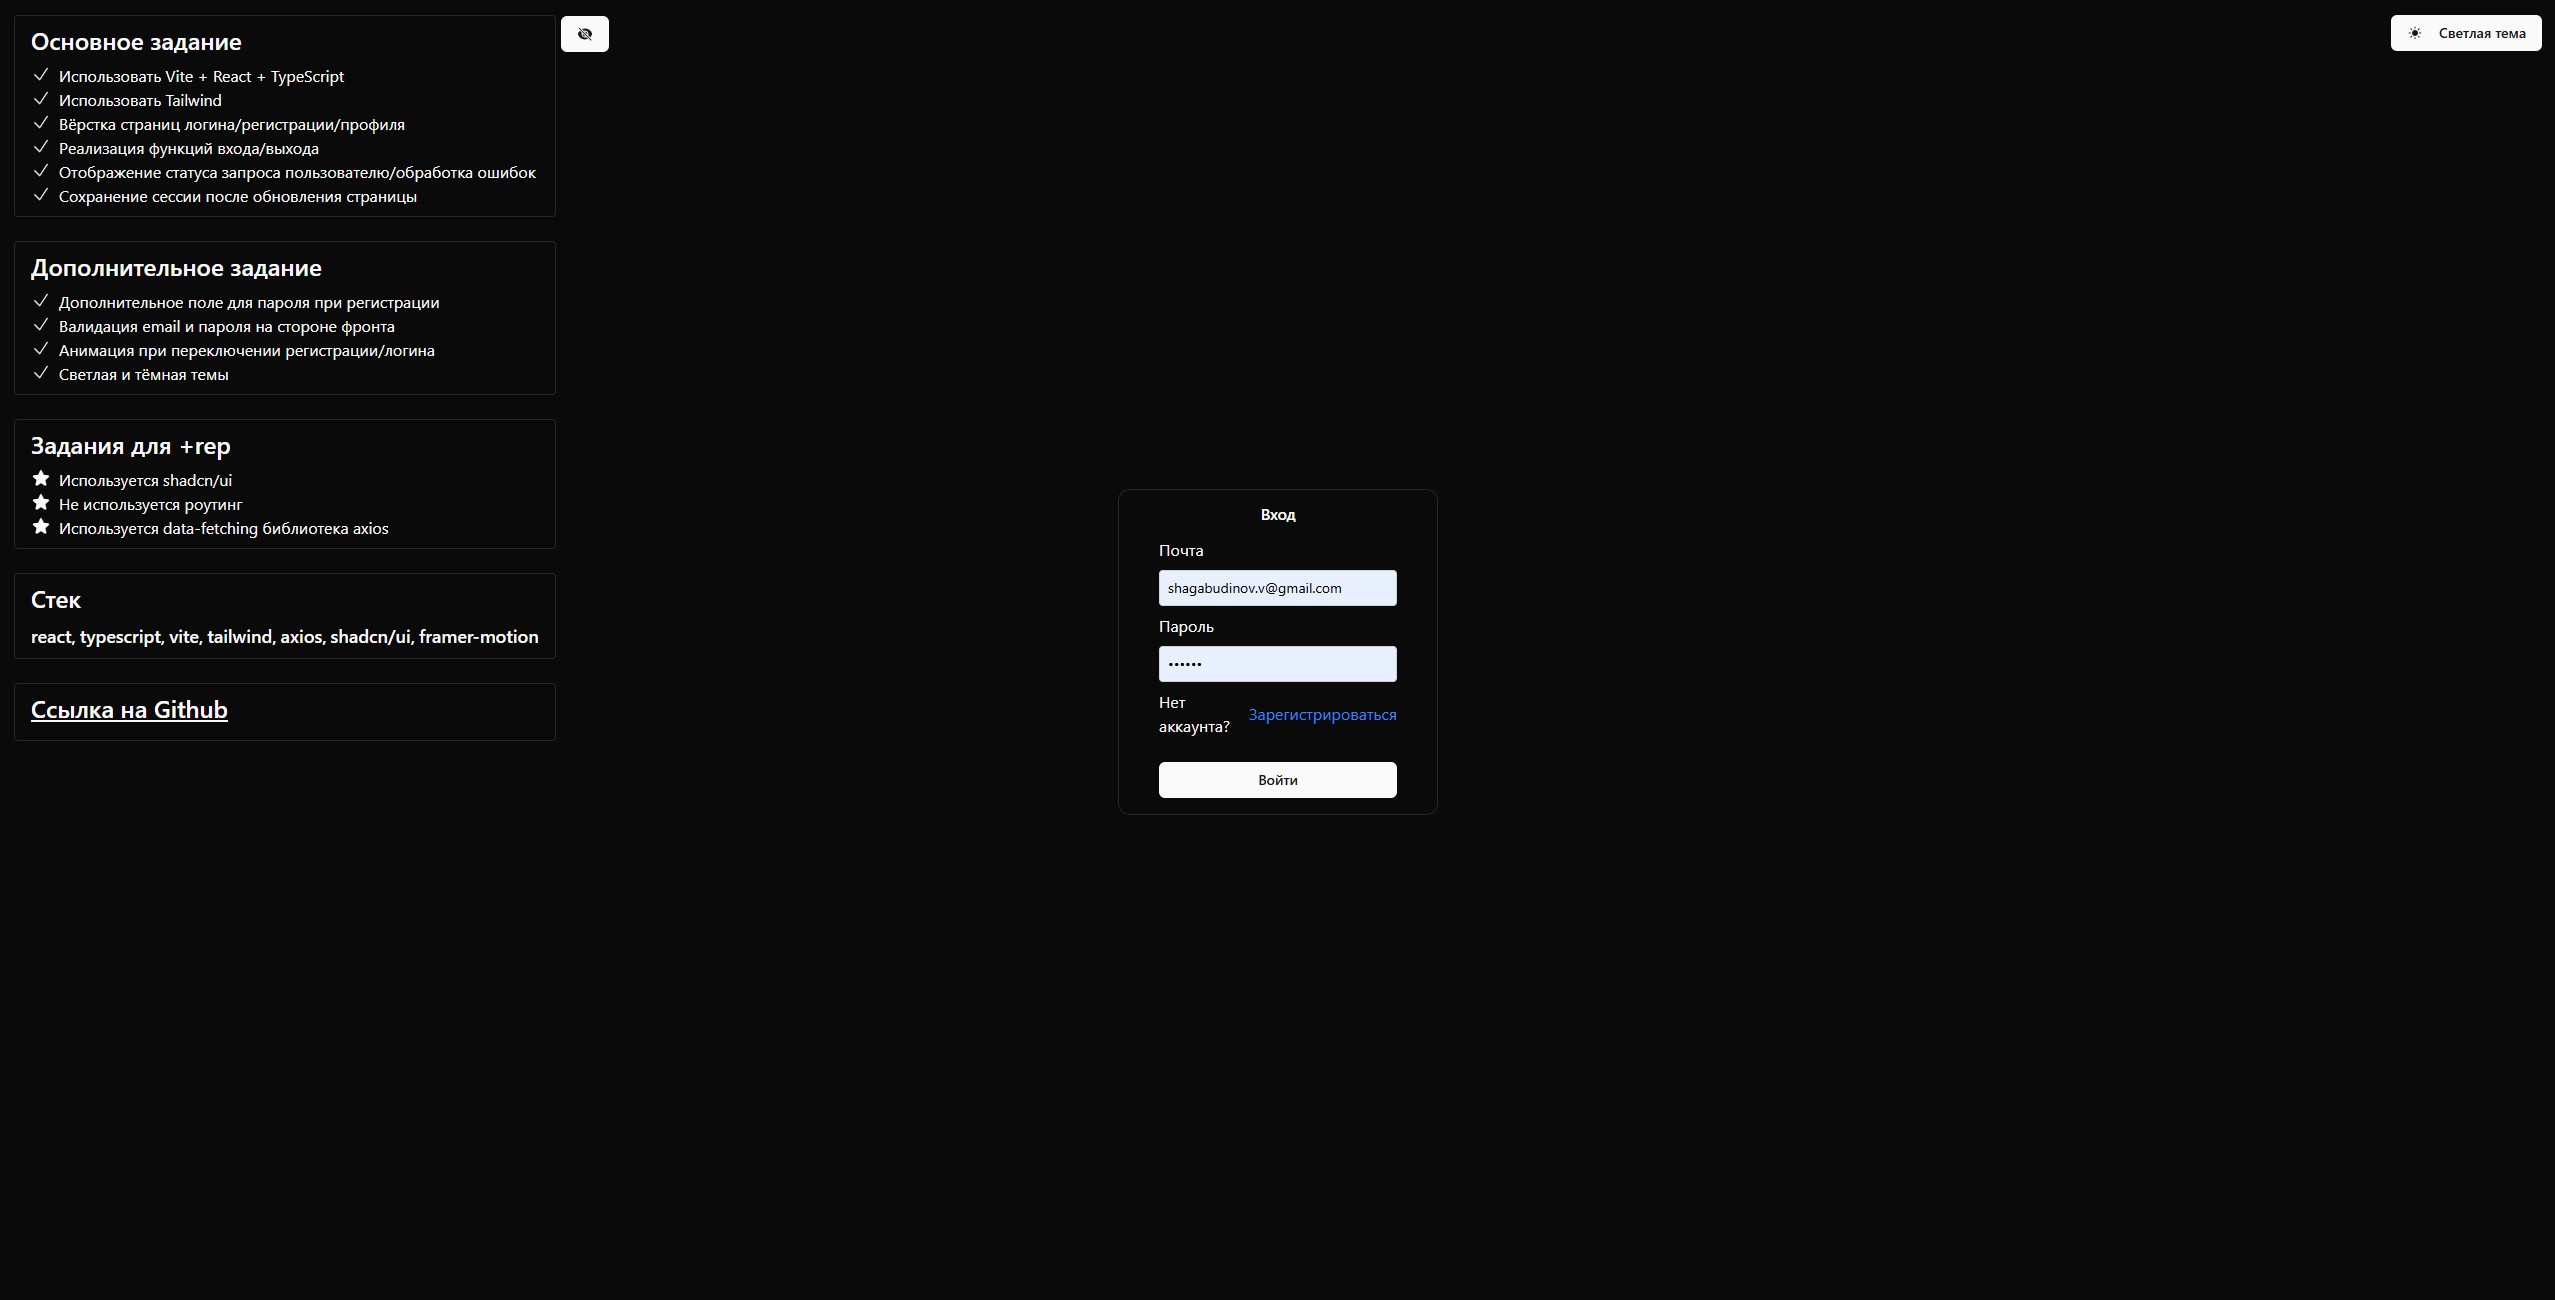 Основное задание
Использовать Vite + React + TypeScript
Использовать Tailwind
Вёрстка страниц логина/регистрации/профиля
Реализация функций входа/выхода
Отображение статуса запроса пользователю/обработка ошибок
Сохранение сессии после обновления страницы
Дополнительное задание
Дополнительное поле для пароля при регистрации
Валидация email и пароля на стороне фронта
Анимация при переключении регистрации/логина
Светлая и тёмная темы
Задания для +rep
Используется shadcn/ui
Не используется роутинг
Используется data-fetching библиотека axios
Стек
react, typescript, vite, tailwind, axios, shadcn/ui, framer-motion
Ссылка на Github
Светлая тема
Вход
Почта
shagabudinov.v@gmail.com
Пароль
••••••
Нет
аккаунта?
Зарегистрироваться
Войти